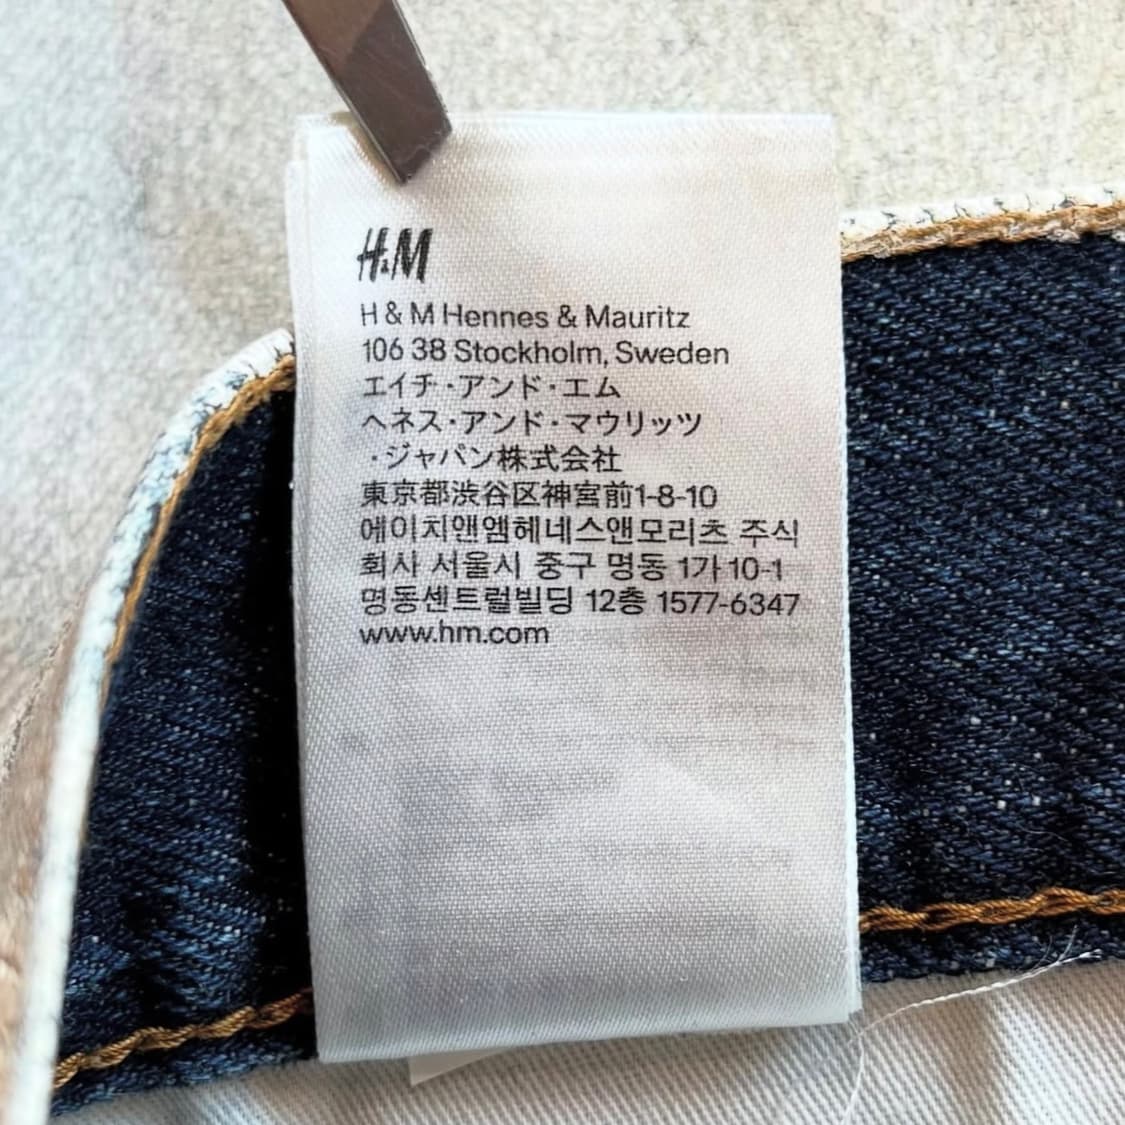 H&M
H & M Hennes & Mauritz
106 38 Stockholm, Sweden
エイチ・アンド・エム
ヘネス・アンド・マウリッツ
・ジャパン株式会社
東京都渋谷区神宮前1-8-10
에이치앤엠헤네스앤모리츠 주식
회사 서울시 중구 명동 1가 10-1
명동센트럴빌딩 12층 1577-6347
www.hm.com